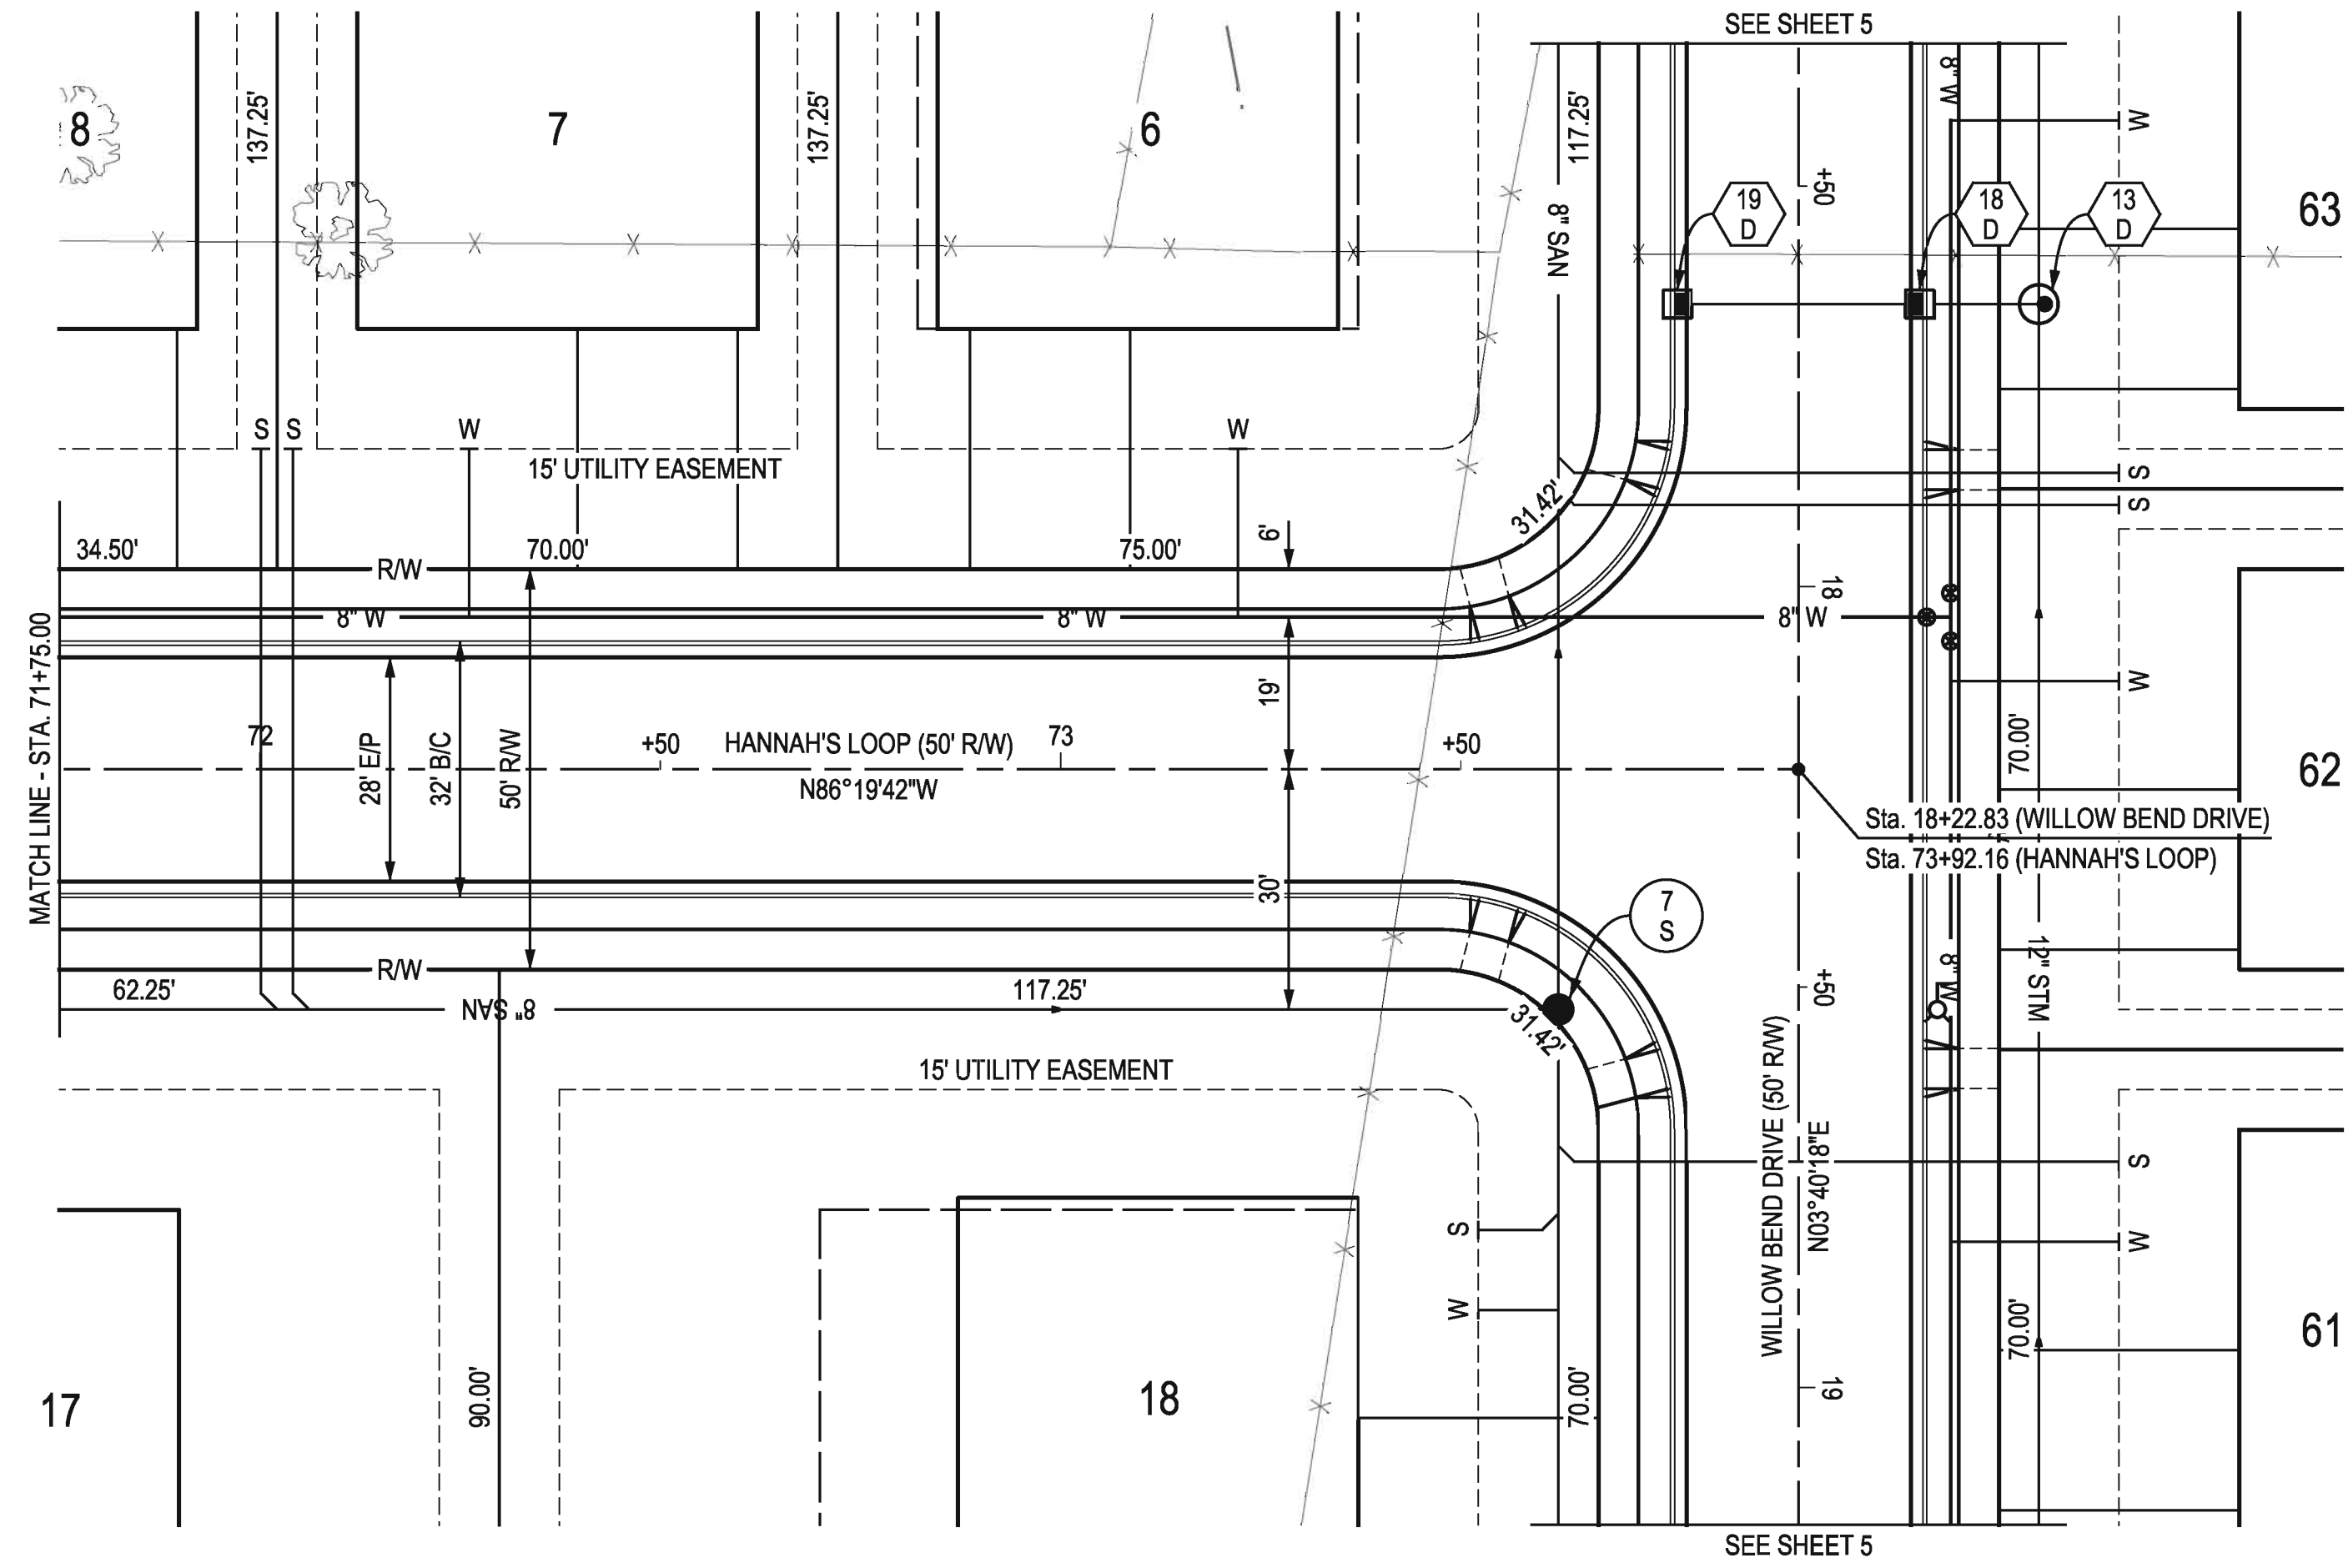 SEE SHEET 5
8
137.25'
7
137.25'
6
117.25'
8" W
W
+50
19
D
18
D
13
D
63
8" SAN
S
S
W
W
15' UTILITY EASEMENT
S
S
31.42'
34.50'
R/W
70.00'
75.00'
6'
18
8" W
8" W
8" W
W
MATCH LINE - STA. 71+75.00
72
28' E/P
32' B/C
50' R/W
+50
HANNAH'S LOOP (50' R/W)
73
N86°19'42"W
19'
+50
70.00'
62
Sta. 18+22.83 (WILLOW BEND DRIVE)
Sta. 73+92.16 (HANNAH'S LOOP)
30'
7
S
R/W
62.25'
8" SAN
117.25'
31.42'
+50
8" W
12" STM
15' UTILITY EASEMENT
WILLOW BEND DRIVE (50' R/W)
N03°40'18"E
S
S
W
W
17
90.00'
18
70.00'
19
70.00'
61
SEE SHEET 5